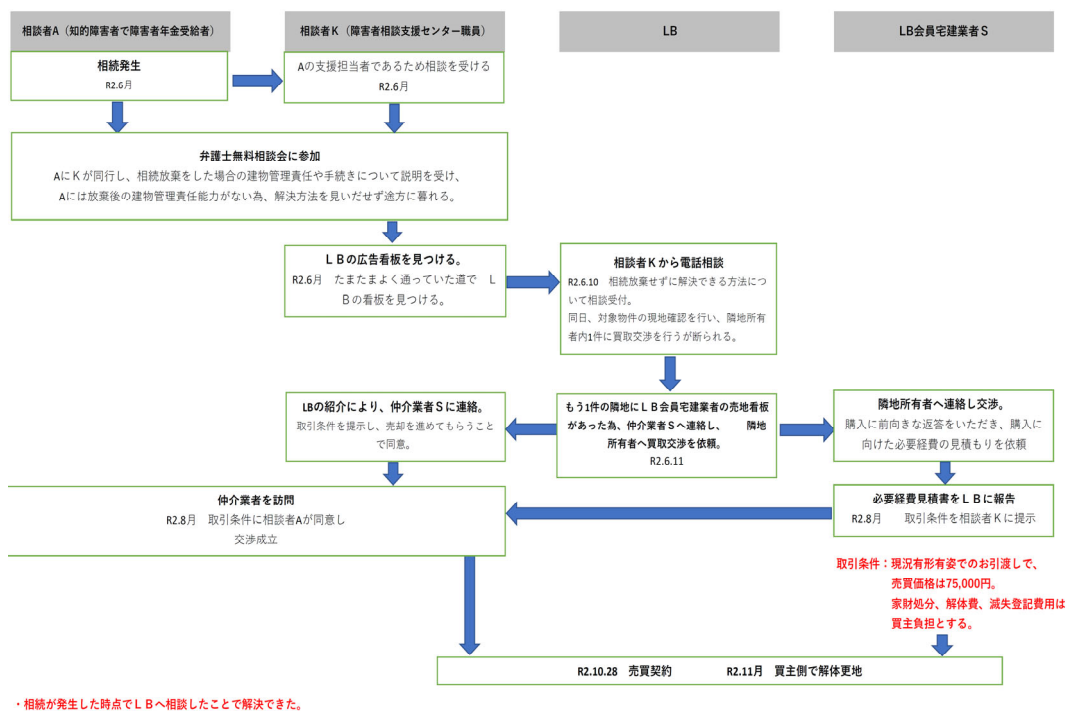 相談者A（知的障害者で障害者年金受給者）
相談者Ｋ（障害者相談支援センター職員）
LB
LB会員宅建業者Ｓ
相続発生
R2.6月
Aの支援担当者であるため相談を受ける
R2.6月
弁護士無料相談会に参加
AにＫが同行し、相続放棄をした場合の建物管理責任や手続きについて説明を受け、
Aには放棄後の建物管理責任能力がない為、解決方法を見いだせず途方に暮れる。
ＬＢの広告看板を見つける。
R2.6月　たまたまよく通っていた道で　Ｌ
Ｂの看板を見つける。
相談者Ｋから電話相談
R2.6.10　相続放棄せずに解決できる方法につ
いて相談受付。
同日、対象物件の現地確認を行い、隣地所有
者内1件に買取交渉を行うが断られる。
LBの紹介により、仲介業者Ｓに連絡。
取引条件を提示し、売却を進めてもらうこと
で同意。
もう1件の隣地にＬＢ会員宅建業者の売地看板
があった為、仲介業者Ｓへ連絡し、　　隣地
所有者へ買取交渉を依頼。
R2.6.11
隣地所有者へ連絡し交渉。
購入に前向きな返答をいただき、購入に
向けた必要経費の見積もりを依頼
仲介業者を訪問
R2.8月　取引条件に相談者Aが同意し
交渉成立
必要経費見積書をＬＢに報告
R2.8月　　取引条件を相談者Ｋに提示
取引条件：現況有形有姿でのお引渡しで、
売買価格は75,000円。
家財処分、解体費、滅失登記費用は
買主負担とする。
R2.10.28　売買契約　　　　R2.11月　買主側で解体更地
・相続が発生した時点でＬＢへ相談したことで解決できた。